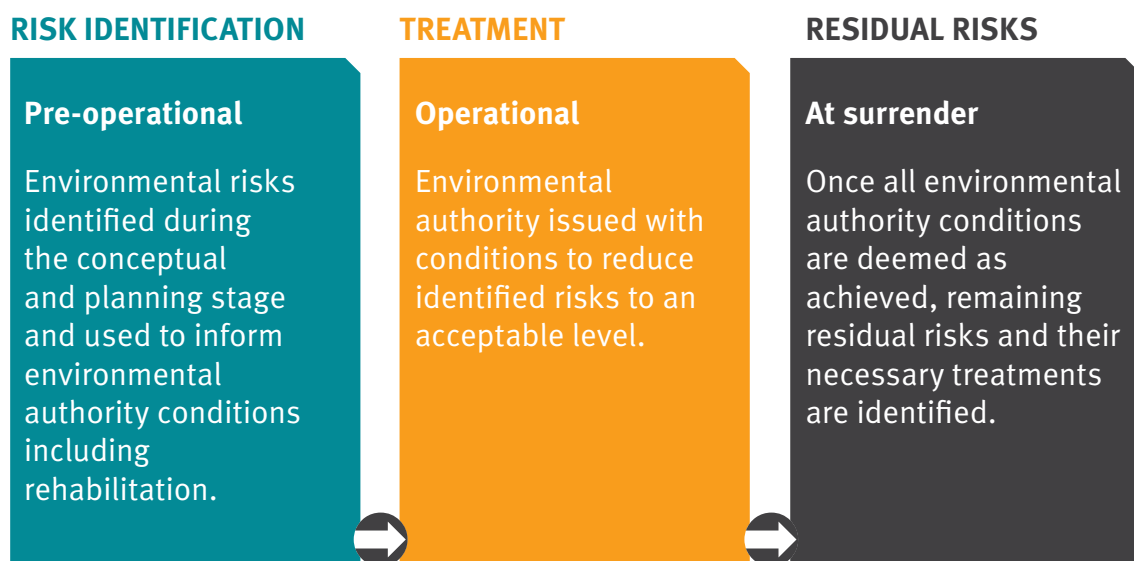 RISK IDENTIFICATION
Pre-operational
Environmental risks
identified during
the conceptual
and planning stage
and used to inform
environmental
authority conditions
including
rehabilitation.
TREATMENT
Operational
Environmental
authority issued with
conditions to reduce
identified risks to an
acceptable level.
RESIDUAL RISKS
At surrender
Once all environmental
authority conditions
are deemed as
achieved, remaining
residual risks and their
necessary treatments
are identified.